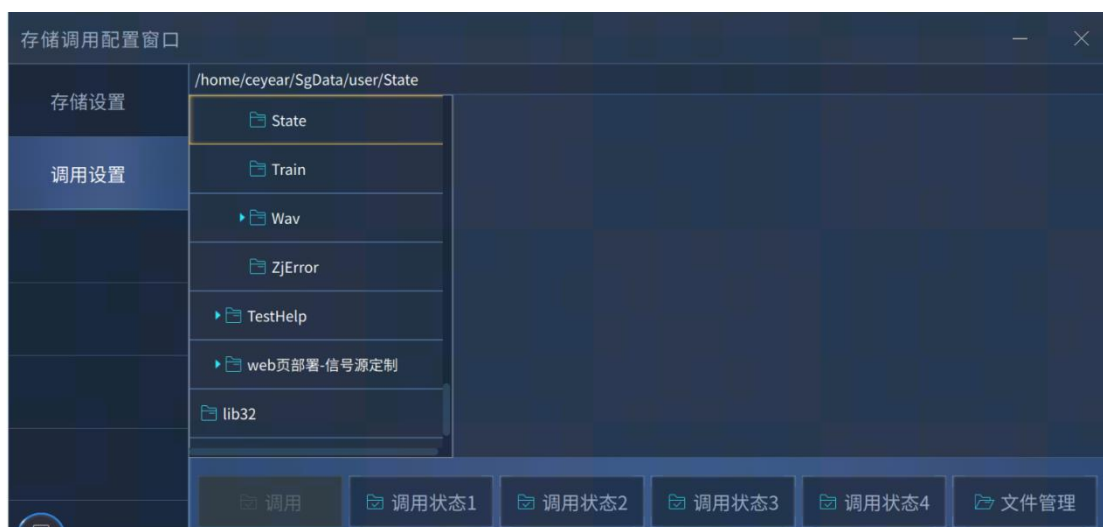 存储调用配置窗口
存储设置
调用设置
/home/ceyear/SgData/user/State
State
Train
Wav
ZjError
TestHelp
web页部署-信号源定制
lib32
调用
调用状态1
调用状态2
调用状态3
调用状态4
文件管理